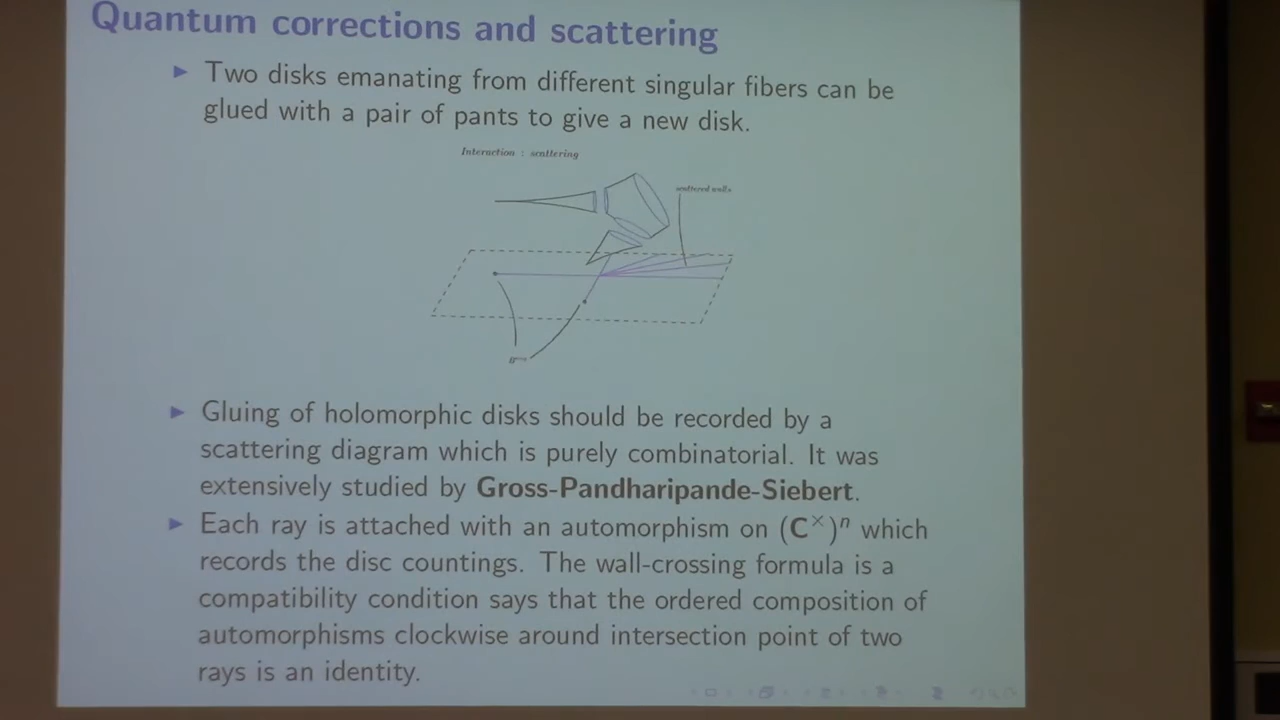 Quantum corrections and scattering
Two disks emanating from different singular fibers can be
glued with a pair of pants to give a new disk.
Interaction : scattering
scattered walls
Gluing of holomorphic disks should be recorded by a
scattering diagram which is purely combinatorial. It was
extensively studied by Gross-Pandharipande-Siebert.
Each ray is attached with an automorphism on (C×)ⁿ which
records the disc countings. The wall-crossing formula is a
compatibility condition says that the ordered composition of
automorphisms clockwise around intersection point of two
rays is an identity.